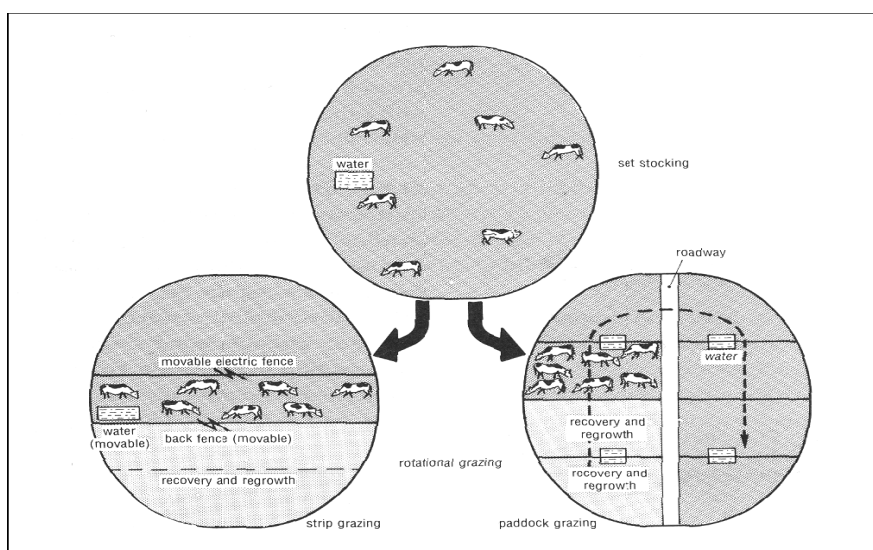 water
set stocking
roadway
movable electric fence
water
water
(movable)
back fence (movable)
recovery and
regrowth
recovery and regrowth
rotational grazing
recovery and
regrowth
strip grazing
paddock grazing